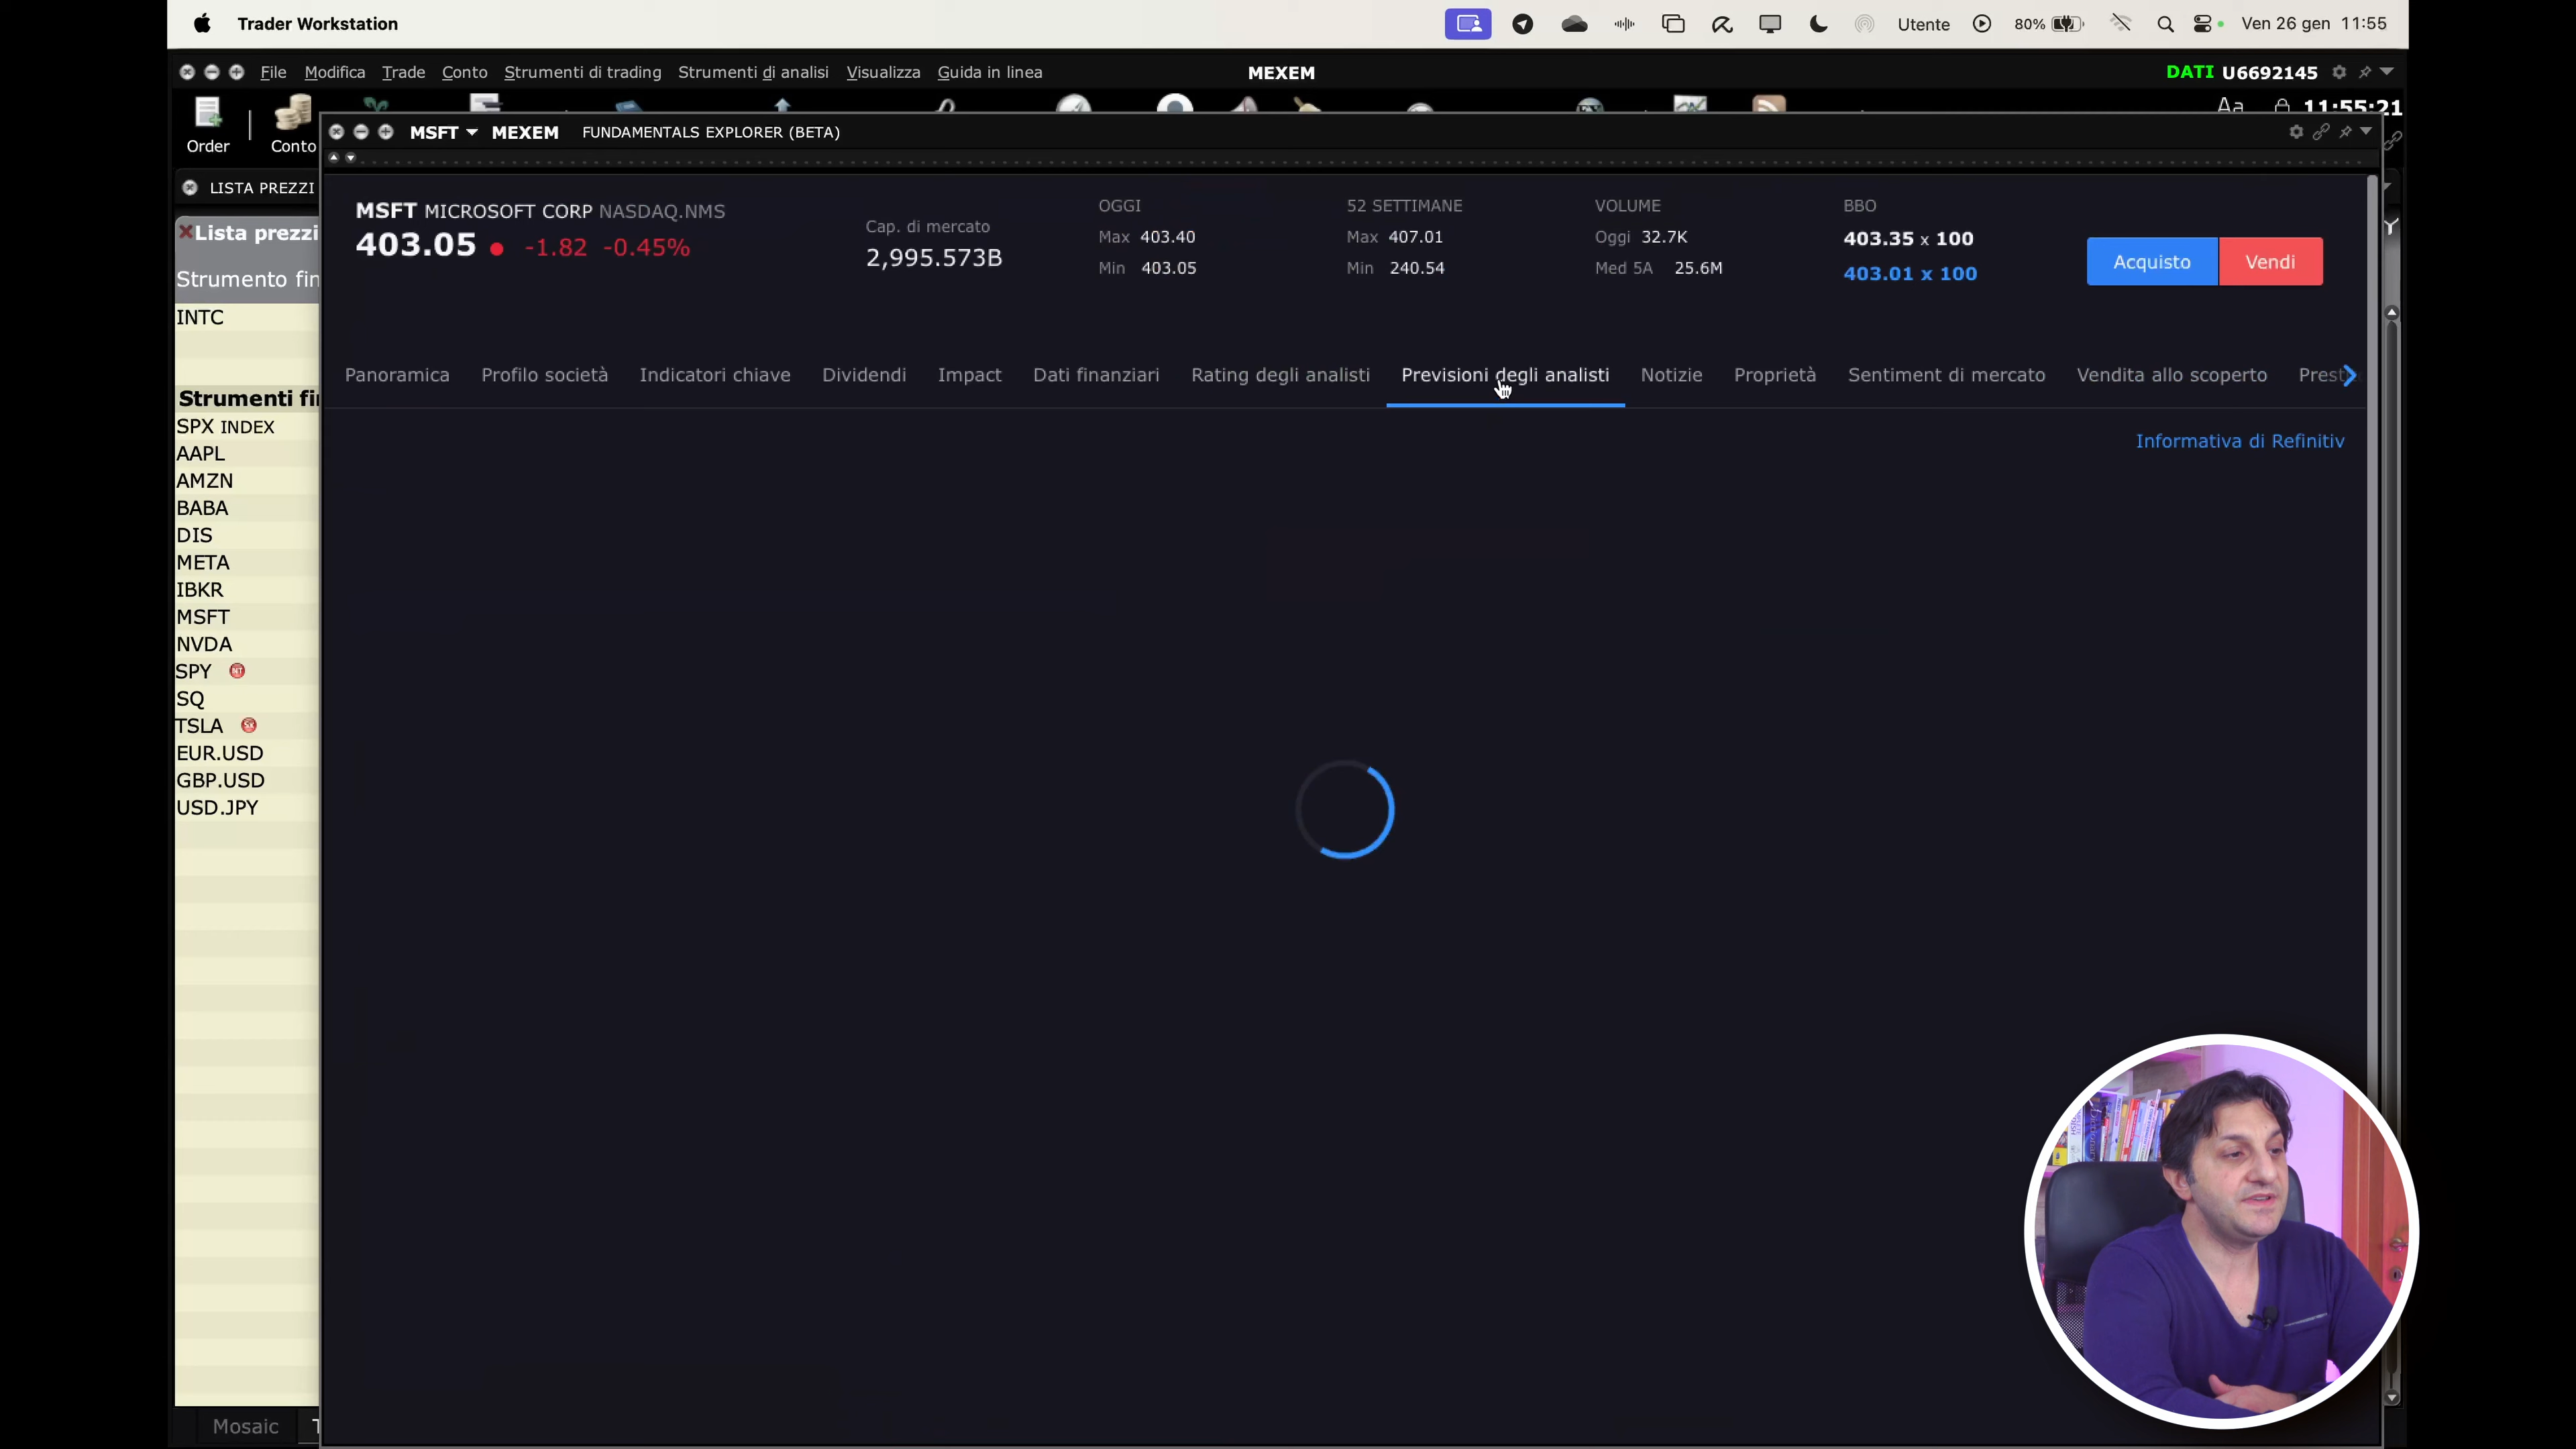 Trader Workstation
Utente
80%
Ven 26 gen 11:55
File Modifica Trade Conto Strumenti di trading Strumenti di analisi Visualizza Guida in linea
MEXEM
DATI U6692145
Aa 11:55:21
Order
Conto
MSFT MEXEM FUNDAMENTALS EXPLORER (BETA)
LISTA PREZZI
Lista prezzi
Strumento fin
INTC
Strumenti fi
SPX INDEX
AAPL
AMZN
BABA
DIS
META
IBKR
MSFT
NVDA
SPY
SQ
TSLA
EUR.USD
GBP.USD
USD.JPY
Mosaic
MSFT MICROSOFT CORP NASDAQ.NMS
403.05 -1.82 -0.45%
Cap. di mercato
2,995.573B
OGGI
Max 403.40
Min 403.05
52 SETTIMANE
Max 407.01
Min 240.54
VOLUME
Oggi 32.7K
Med 5A 25.6M
BBO
403.35 x 100
403.01 x 100
Acquisto
Vendi
Panoramica Profilo società Indicatori chiave Dividendi Impact Dati finanziari Rating degli analisti Previsioni degli analisti Notizie Proprietà Sentiment di mercato Vendita allo scoperto Prest
Informativa di Refinitiv